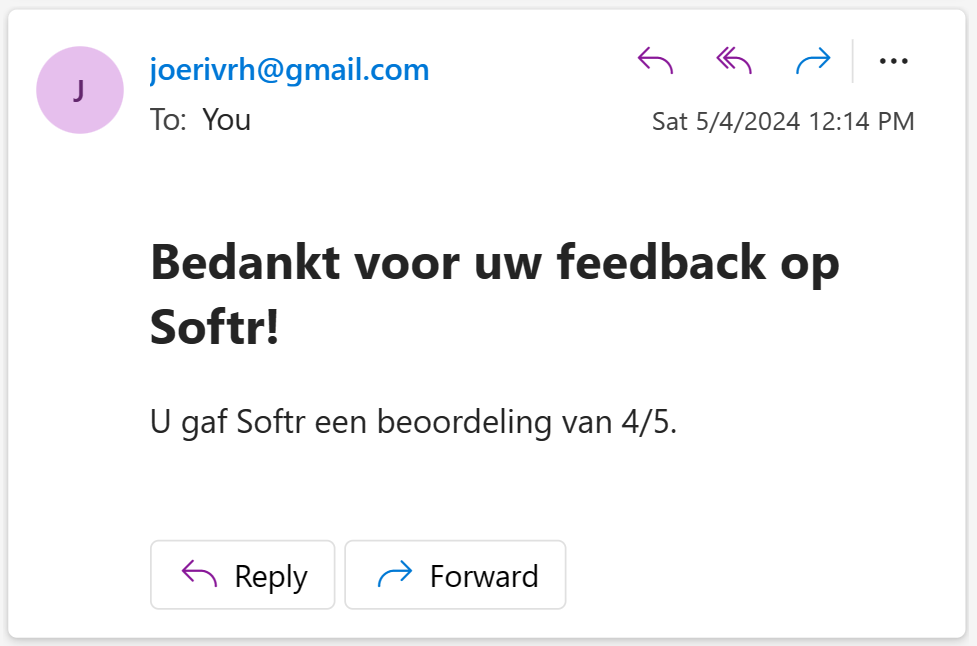 J
joerivrh@gmail.com
To: You
Sat 5/4/2024 12:14 PM
Bedankt voor uw feedback op
Softr!
U gaf Softr een beoordeling van 4/5.
Reply
Forward